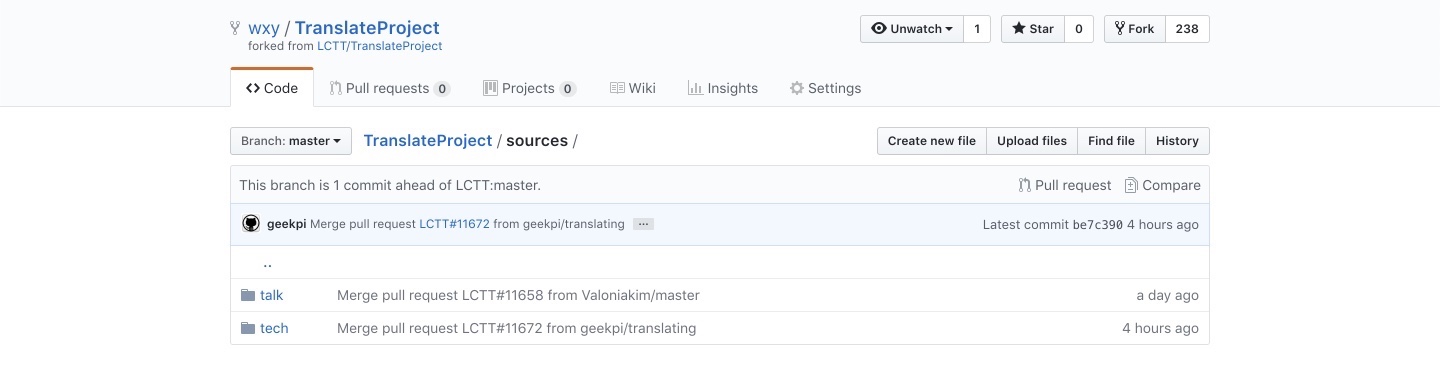 wxy / TranslateProject
forked from LCTT/TranslateProject
Unwatch 1 Star 0 Fork 238
Code Pull requests 0 Projects 0 Wiki Insights Settings
Branch: master TranslateProject / sources / Create new file Upload files Find file History
This branch is 1 commit ahead of LCTT:master. Pull request Compare
geekpi Merge pull request LCTT#11672 from geekpi/translating ... Latest commit be7c390 4 hours ago
..
talk Merge pull request LCTT#11658 from Valoniakim/master a day ago
tech Merge pull request LCTT#11672 from geekpi/translating 4 hours ago